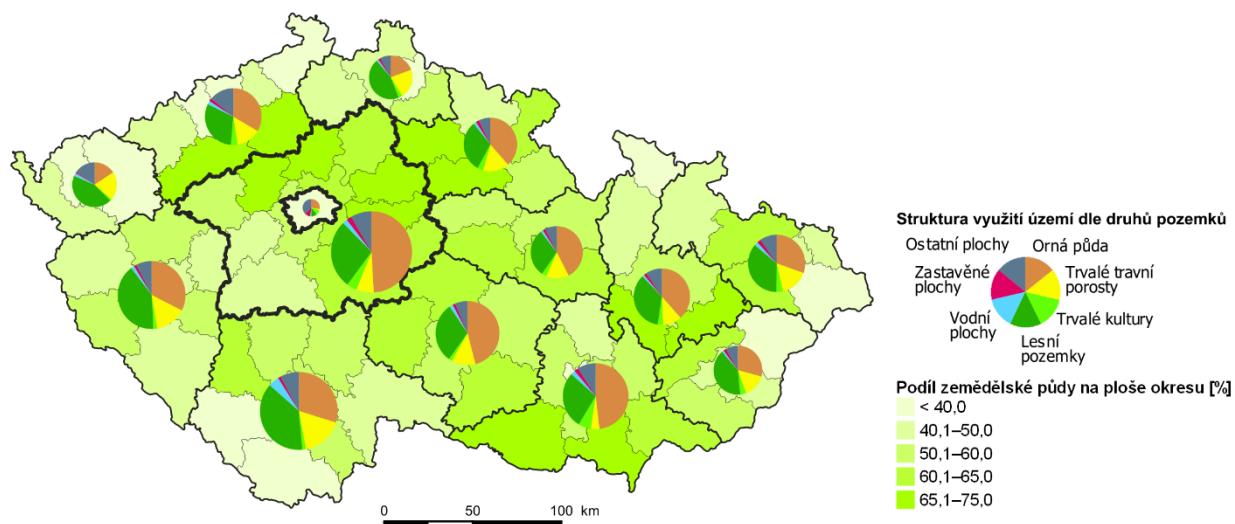 Struktura využití území dle druhů pozemků
Ostatní plochy
Orná půda
Zastavěné
plochy
Trvalé travní
porosty
Vodní
plochy
Trvalé kultury
Lesní
pozemky
Podíl zemědělské půdy na ploše okresu [%]
< 40,0
40,1–50,0
50,1–60,0
60,1–65,0
65,1–75,0
0 50 100 km